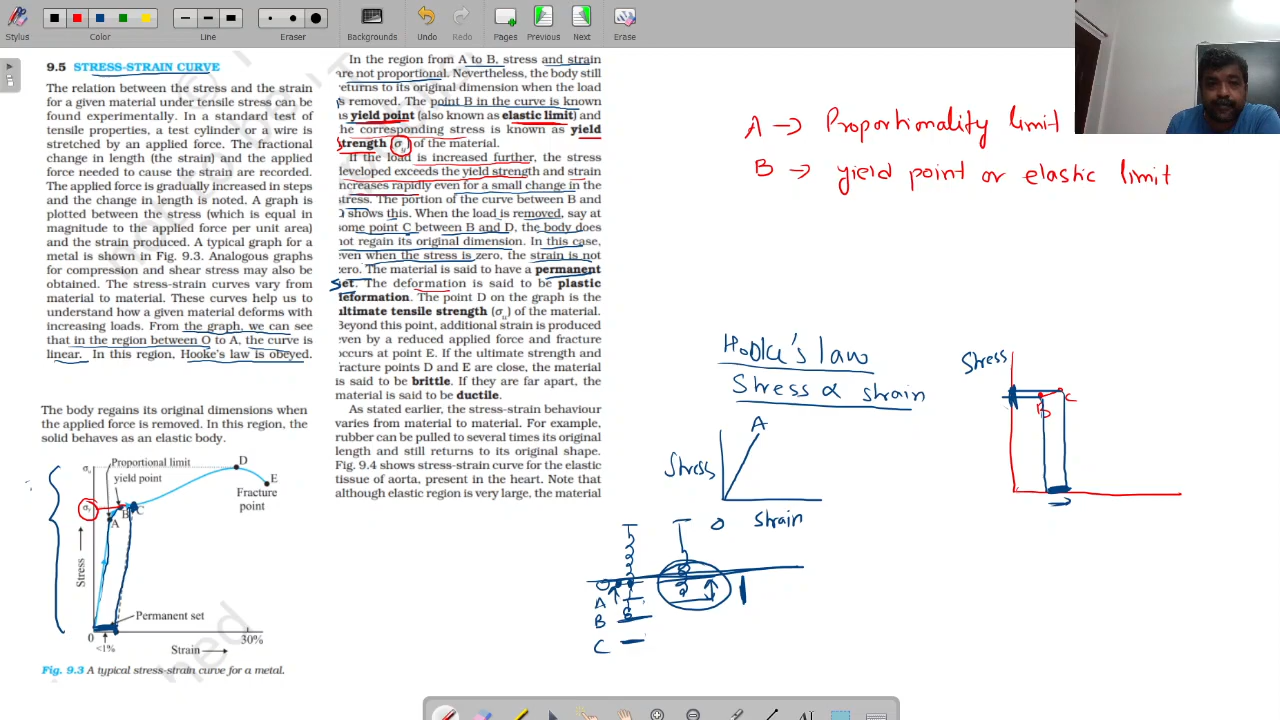 Stylus
Color
Line
Eraser
Backgrounds
Undo
Redo
Pages
Previous
Next
Erase
9.5 STRESS-STRAIN CURVE
The relation between the stress and the strain
for a given material under tensile stress can be
found experimentally. In a standard test of
tensile properties, a test cylinder or a wire is
stretched by an applied force. The fractional
change in length (the strain) and the applied
force needed to cause the strain are recorded.
The applied force is gradually increased in steps
and the change in length is noted. A graph is
plotted between the stress (which is equal in
magnitude to the applied force per unit area)
and the strain produced. A typical graph for a
metal is shown in Fig. 9.3. Analogous graphs
for compression and shear stress may also be
obtained. The stress-strain curves vary from
material to material. These curves help us to
understand how a given material deforms with
increasing loads. From the graph, we can see
that in the region between O to A, the curve is
linear. In this region, Hooke's law is obeyed.
The body regains its original dimensions when
the applied force is removed. In this region, the
solid behaves as an elastic body.
σu
Proportional limit
D
yield point
E
Fracture
point
σy
A
B
C
Stress
Permanent set
0
<1%
Strain
30%
Fig. 9.3 A typical stress-strain curve for a metal.
In the region from A to B, stress and strain
are not proportional. Nevertheless, the body still
returns to its original dimension when the load
is removed. The point B in the curve is known
as yield point (also known as elastic limit) and
he corresponding stress is known as yield
strength (σy) of the material.
If the load is increased further, the stress
developed exceeds the yield strength and strain
increases rapidly even for a small change in the
stress. The portion of the curve between B and
D shows this. When the load is removed, say at
some point C between B and D, the body does
not regain its original dimension. In this case,
even when the stress is zero, the strain is not
zero. The material is said to have a permanent
set. The deformation is said to be plastic
deformation. The point D on the graph is the
ultimate tensile strength (σu) of the material.
Beyond this point, additional strain is produced
even by a reduced applied force and fracture
occurs at point E. If the ultimate strength and
fracture points D and E are close, the material
is said to be brittle. If they are far apart, the
material is said to be ductile.
As stated earlier, the stress-strain behaviour
varies from material to material. For example,
rubber can be pulled to several times its original
length and still returns to its original shape.
Fig. 9.4 shows stress-strain curve for the elastic
tissue of aorta, present in the heart. Note that
although elastic region is very large, the material
A → Proportionality limit
B → yield point or elastic limit
Hooke's law
Stress ∝ strain
A
Stress
O
strain
O
A
B
C
Stress
B
C